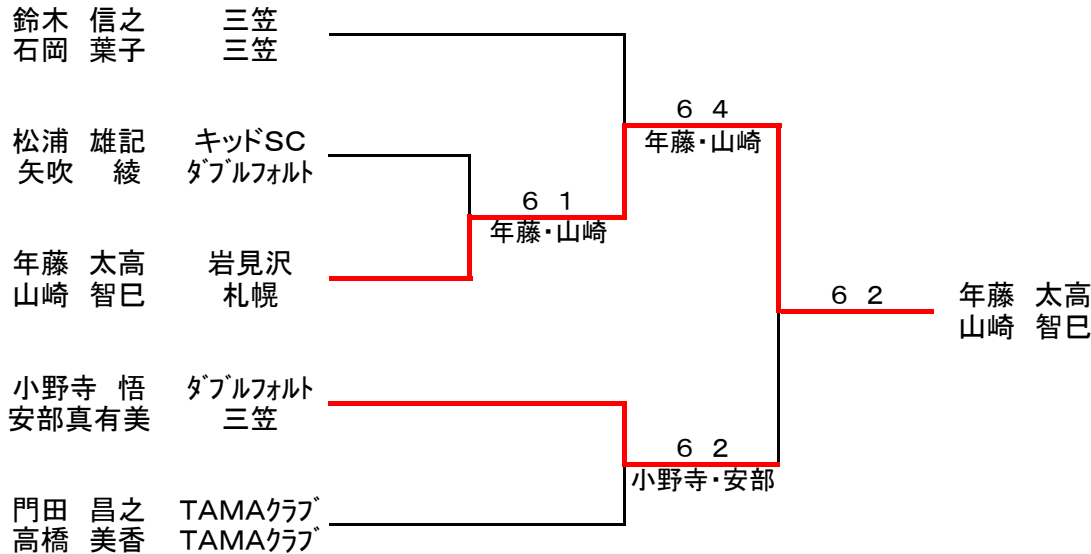 鈴木　信之　三笠
石岡　葉子　三笠
６　４
年藤・山崎
松浦　雄記　キッドＳＣ
矢吹　綾　ﾀﾞﾌﾞﾙフォルト
６　１
年藤・山崎
年藤　太高　岩見沢
山崎　智巳　札幌
６　２
年藤　太高
山崎　智巳
小野寺　悟　ﾀﾞﾌﾞﾙフォルト
安部真有美　三笠
６　２
小野寺・安部
門田　昌之　ＴＡＭＡｸﾗﾌﾞ
高橋　美香　ＴＡＭＡｸﾗﾌﾞ